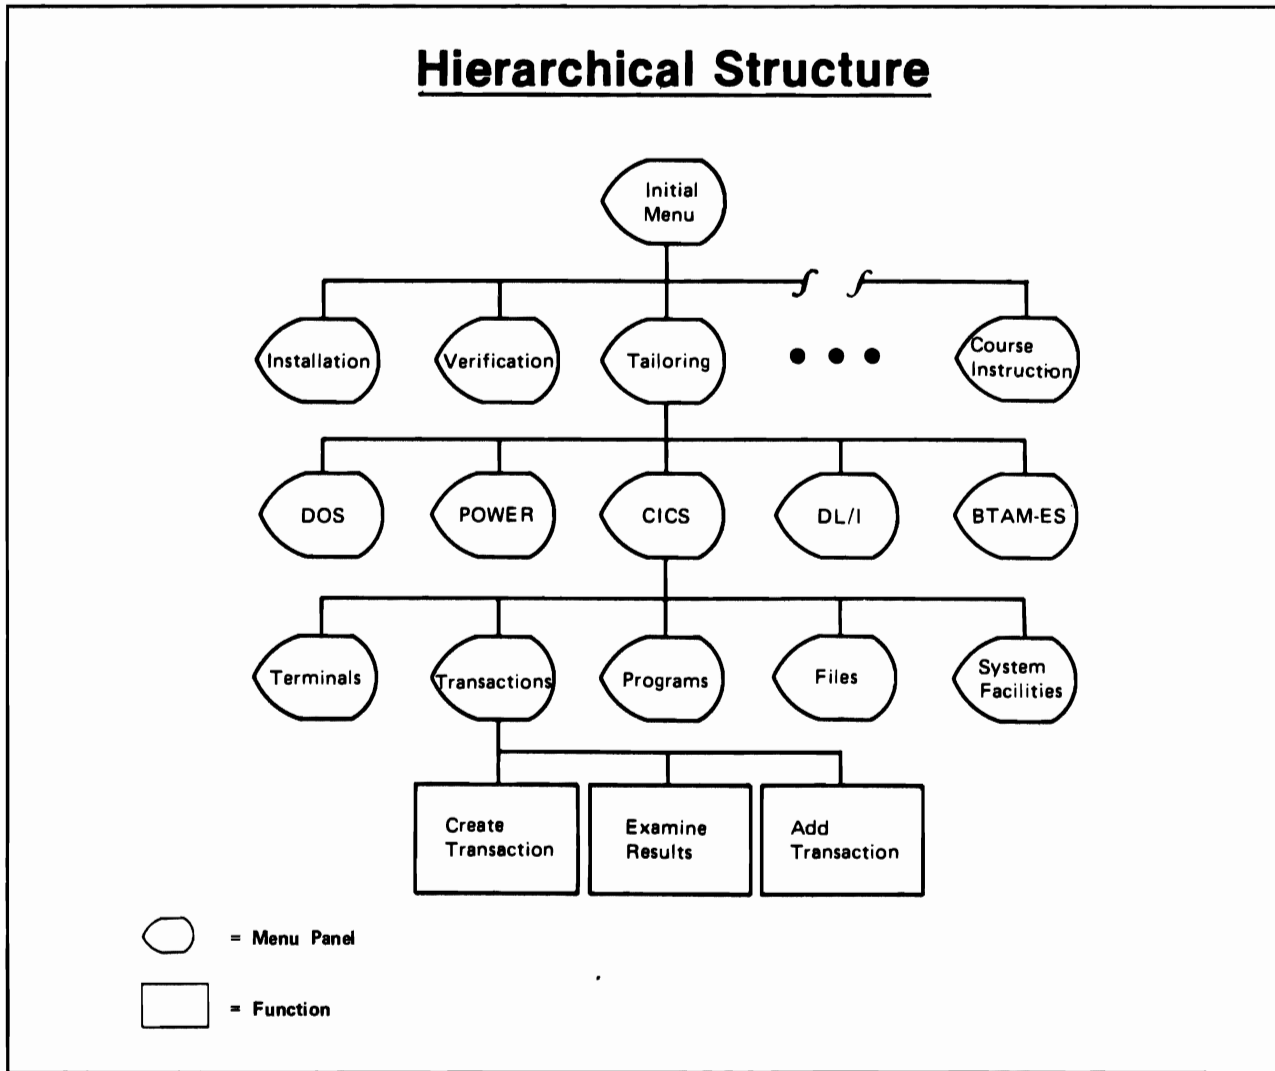 Hierarchical Structure
Initial
Menu
Installation
Verification
Tailoring
Course
Instruction
DOS
POWER
CICS
DL/I
BTAM-ES
Terminals
Transactions
Programs
Files
System
Facilities
Create
Transaction
Examine
Results
Add
Transaction
= Menu Panel
= Function